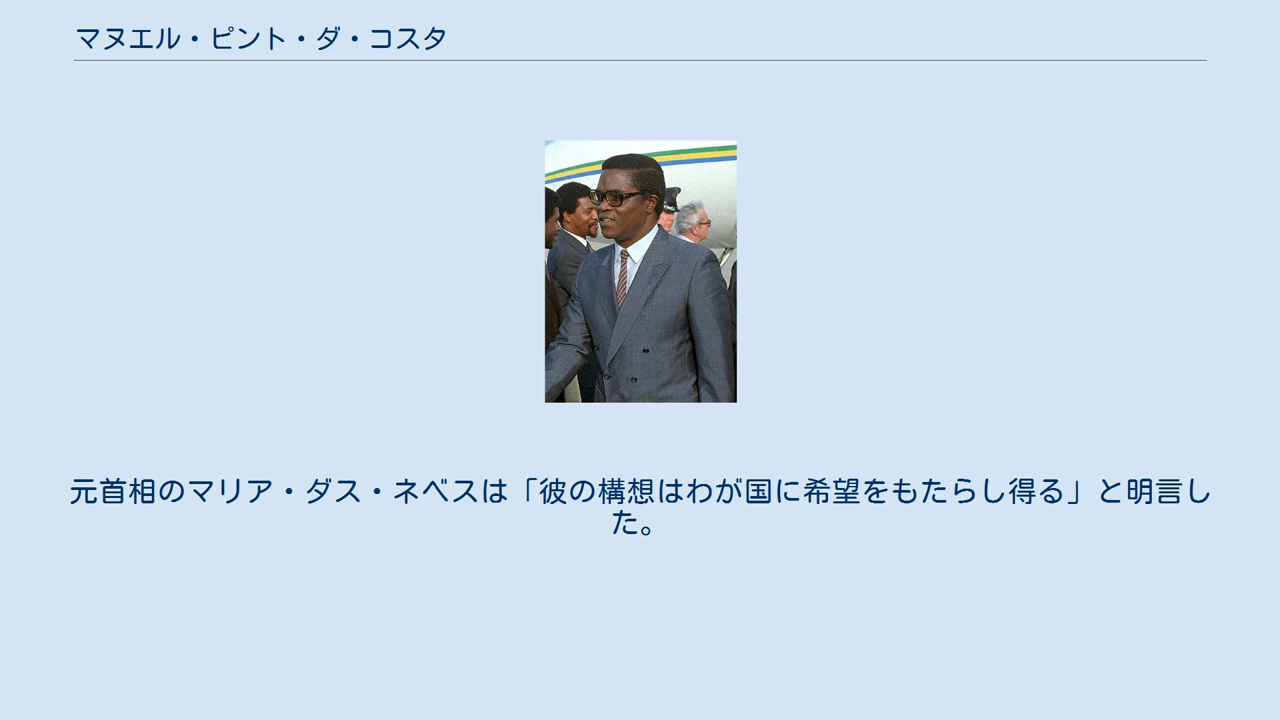 マヌエル・ピント・ダ・コスタ
元首相のマリア・ダス・ネベスは「彼の構想はわが国に希望をもたらし得る」と明言し
た。